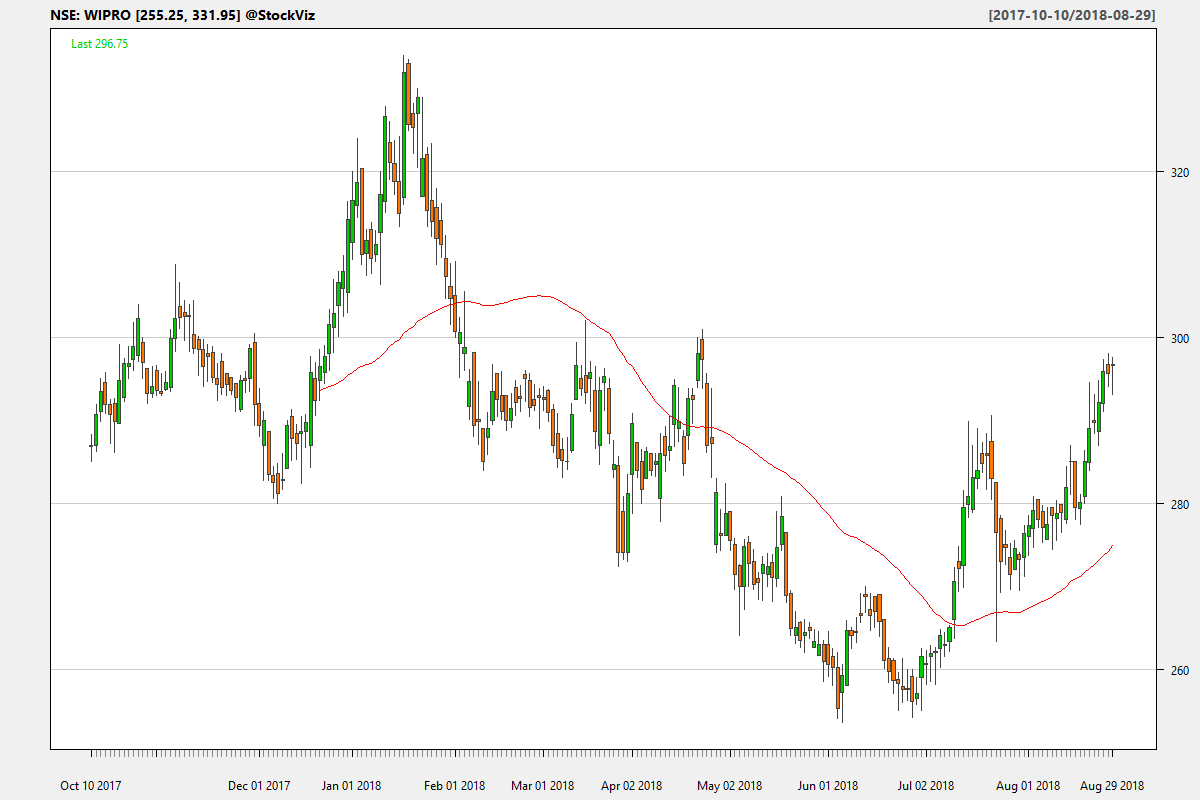 NSE: WIPRO [255.25, 331.95] @StockViz
[2017-10-10/2018-08-29]
Last 296.75
320
300
280
260
Oct 10 2017
Dec 01 2017
Jan 01 2018
Feb 01 2018
Mar 01 2018
Apr 02 2018
May 02 2018
Jun 01 2018
Jul 02 2018
Aug 01 2018
Aug 29 2018